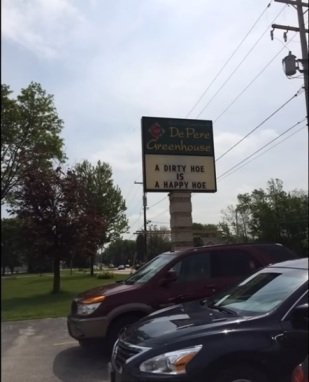 De Pere
Greenhouse
A DIRTY HOE
IS
A HAPPY HOE